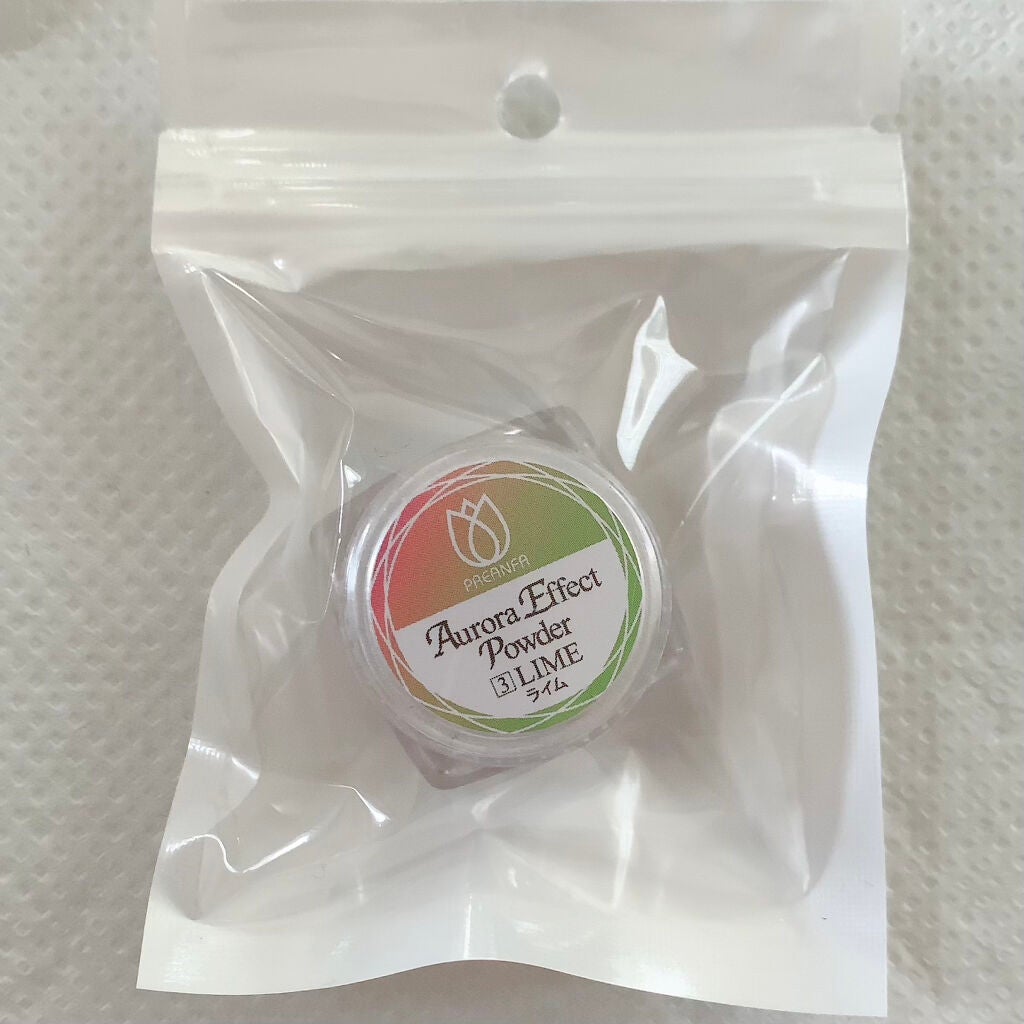 PREANFA
Aurora Effect
Powder
3 LIME
ライム